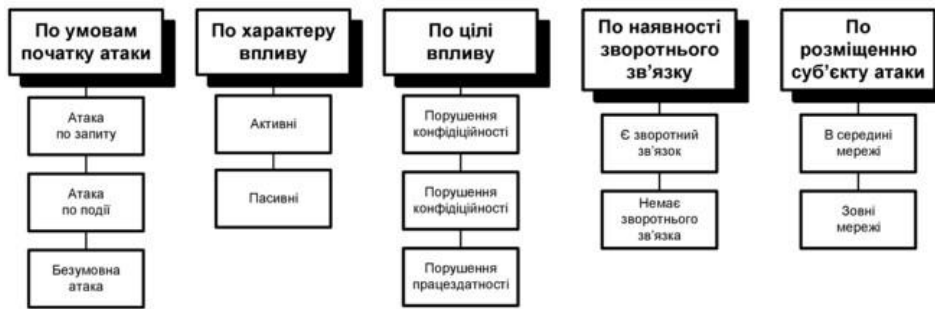 По умовам
початку атаки
Атака
по запиту
Атака
по події
Безумовна
атака
По характеру
впливу
Активні
Пасивні
По цілі
впливу
Порушення
конфідіційності
Порушення
конфідіційності
Порушення
працездатності
По наявності
зворотнього
зв’язку
Є зворотний
зв’язок
Немає
зворотнього
зв’язка
По
розміщенню
суб’єкту атаки
В середині
мережі
Зовні
мережі